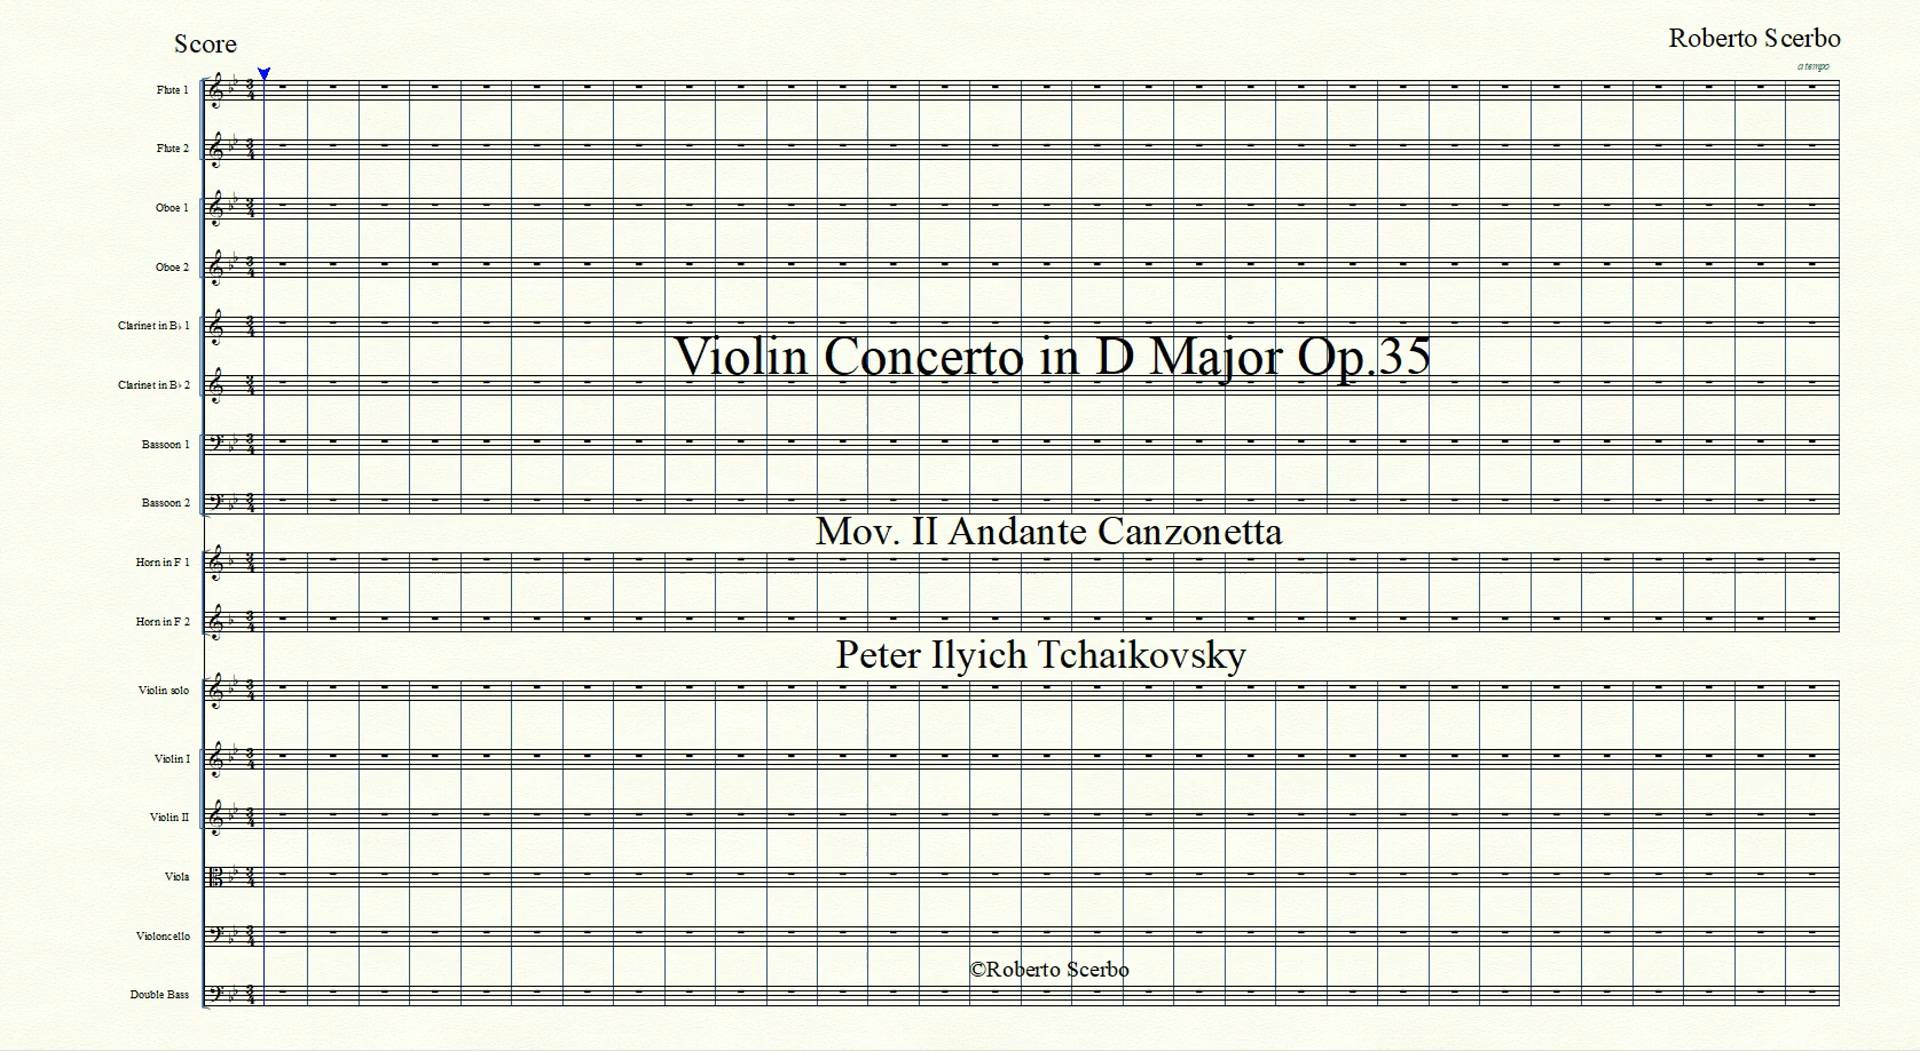 Score
Roberto Scerbo
a tempo
Flute 1
Flute 2
Oboe 1
Oboe 2
Clarinet in B♭ 1
Violin Concerto in D Major Op.35
Clarinet in B♭ 2
Bassoon 1
Bassoon 2
Mov. II Andante Canzonetta
Horn in F 1
Horn in F 2
Peter Ilyich Tchaikovsky
Violin solo
Violin I
Violin II
Viola
Violoncello
©Roberto Scerbo
Double Bass